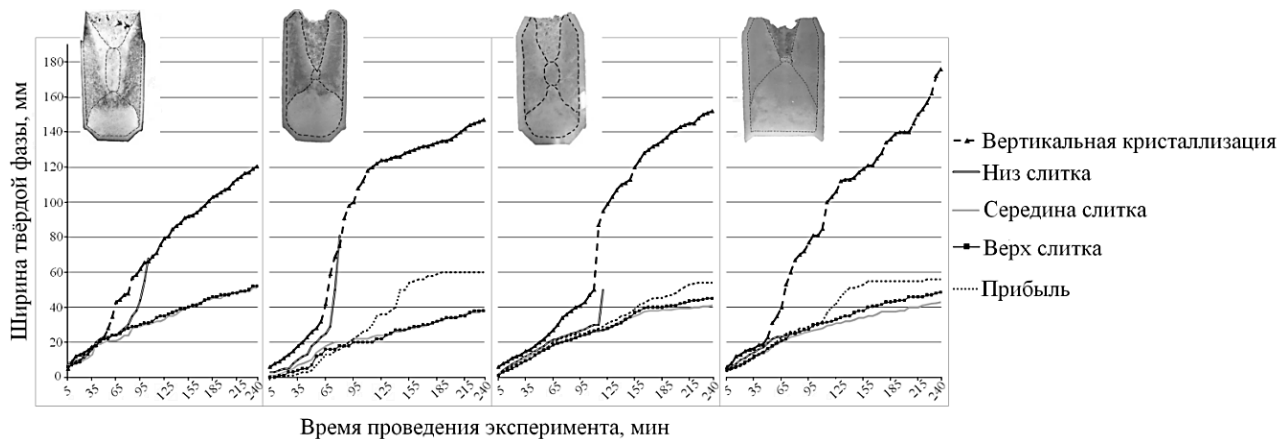 Ширина твёрдой фазы, мм
180
160
140
120
100
80
60
40
20
0
5 35 65 95 125 155 185 215 240
5 35 65 95 125 155 185 215 240
5 35 65 95 125 155 185 215 240
5 35 65 95 125 155 185 215 240
Время проведения эксперимента, мин
Вертикальная кристаллизация
Низ слитка
Середина слитка
Верх слитка
Прибыль